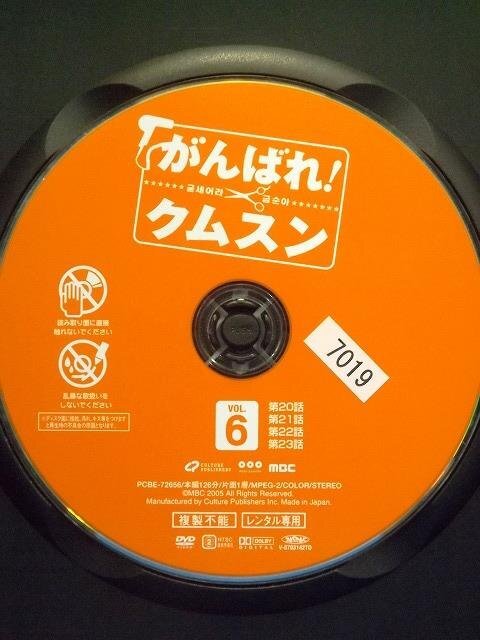 がんばれ!
굳세어라 금순아
クムスン
読み取り面に直接
触れないでください
乱暴な取扱いを
しないでください
7019
VOL.
6
第20話
第21話
第22話
第23話
CULTURE
PUBLISHERS
MBC
PCBE-72656/本編126分/片面1層/MPEG-2/COLOR/STEREO
©MBC 2005 All Rights Reserved.
Manufactured by Culture Publishers Inc. Made in Japan.
複製不能
レンタル専用
DVD
VIDEO
2
NTSC
DOLBY
DIGITAL